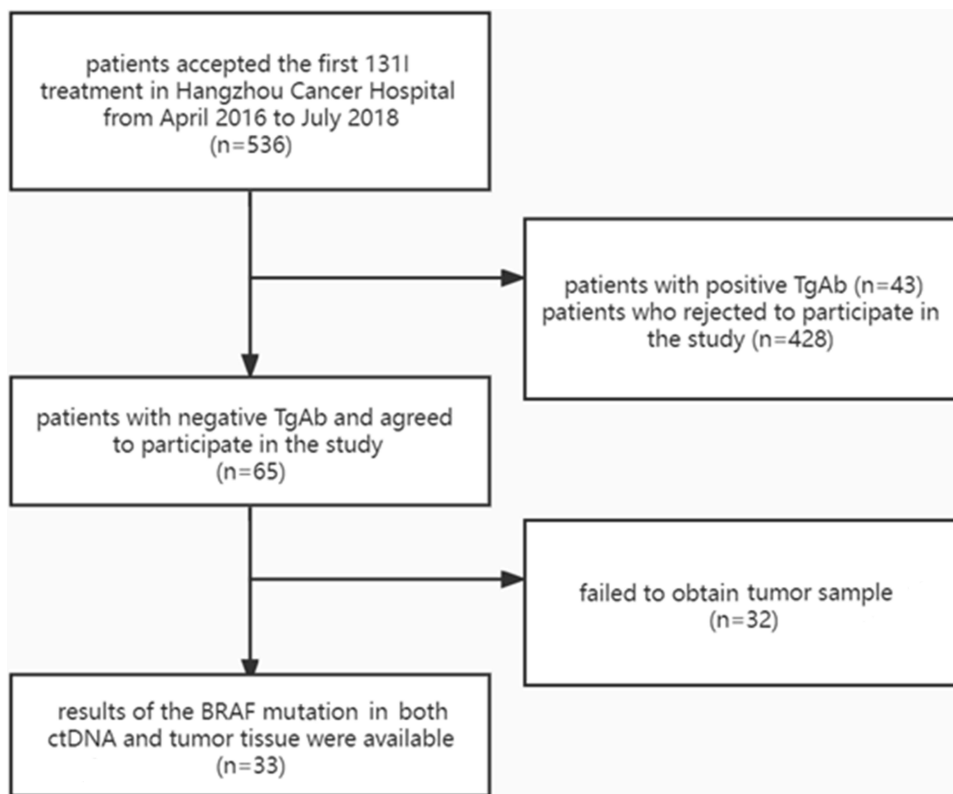 patients accepted the first 131I
treatment in Hangzhou Cancer Hospital
from April 2016 to July 2018
(n=536)
patients with positive TgAb (n=43)
patients who rejected to participate in
the study (n=428)
patients with negative TgAb and agreed
to participate in the study
(n=65)
failed to obtain tumor sample
(n=32)
results of the BRAF mutation in both
ctDNA and tumor tissue were available
(n=33)